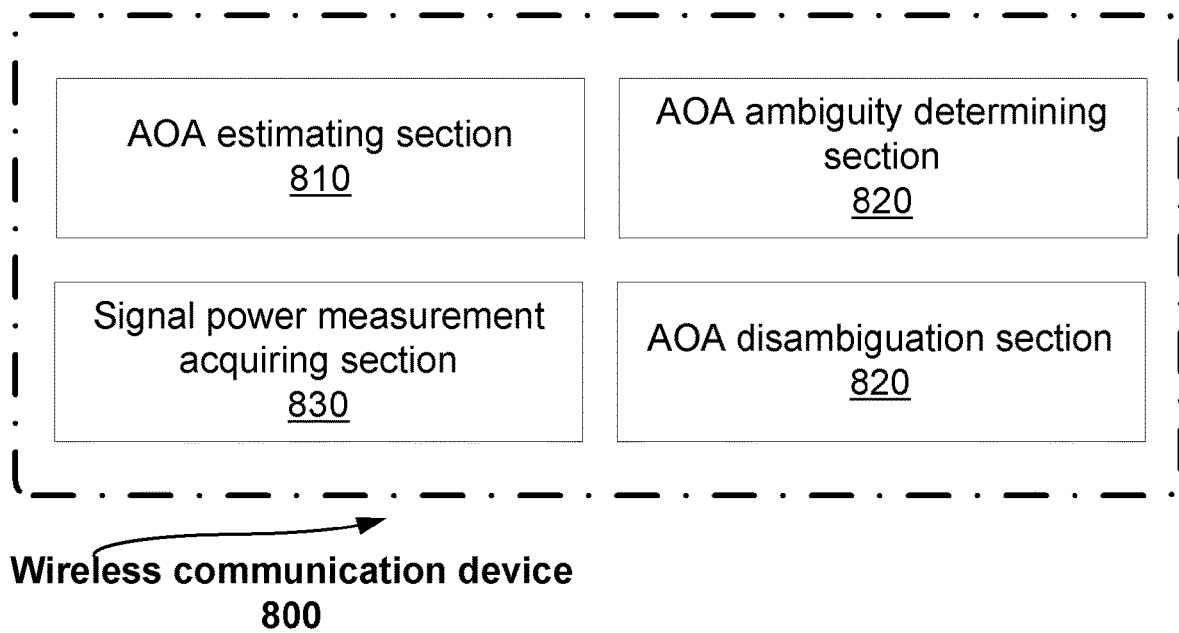 AOA estimating section
810
AOA ambiguity determining
section
820
Signal power measurement
acquiring section
830
AOA disambiguation section
820
Wireless communication device
800